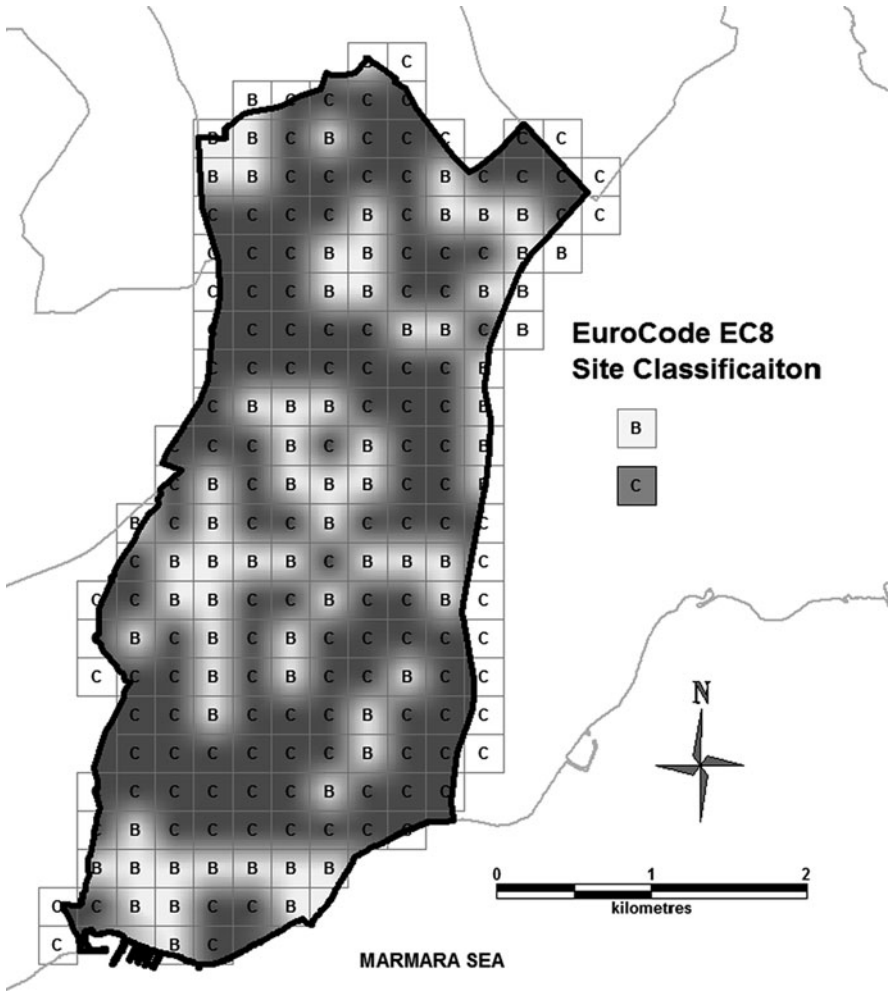 B C
B C C C C
B B C B C C C C C
B B C C C C B C C C C
C C C C B C B B B C C
C C C B B C C C B B
C C C B B C C B B
C C C C B B C B
C C C C C C C B
C B B B C C C B
C C C B C B C C B
C B C B B B C C B
B C B C C B C C C C
C B B B B C B B B C
C C B B C C B C C B C
C B C B C B C C C C C
C C C B C B C C B C C
C C B C C C B C C C
C C C C C C B C C C
C C C C C B C C C
C B C C C C C C C
B B B B B B B
C C B B C C B
C B C
EuroCode EC8
Site Classificaiton
B
C
N
0 1 2
kilometres
MARMARA SEA